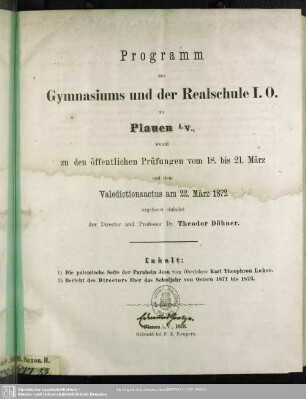 Programm
des
Gymnasiums und der Realschule I. O.
zu
Plauen i/v.,
womit
zu den öffentlichen Prüfungen vom 18. bis 21. März
und dem
Valedictionsactus am 22. März 1872
ergebenst einladet
der Director und Professor Dr. Theodor Döhner.
Inhalt:
1) Die polemische Seite der Parabeln Jesu vom Oberlehrer Karl Theophron
2) Bericht des Directors über das Schuljahr von Ostern 1871 bis 1872.
Plauen i. V., 1872.
Gedruckt bei F. E. Neupert.